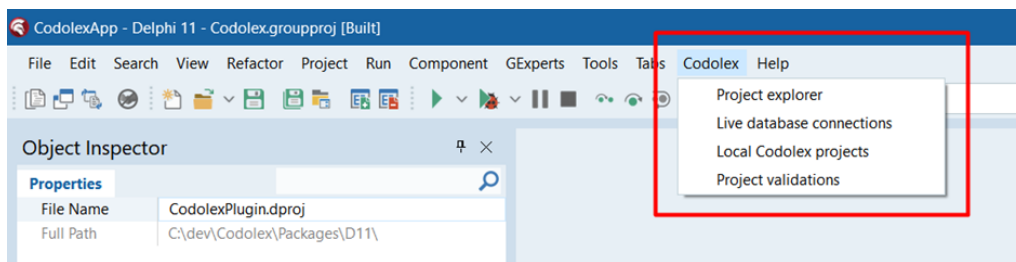 CodolexApp - Delphi 11 - Codolex.groupproj [Built]
File Edit Search View Refactor Project Run Component GExperts Tools Tabs Codolex Help
Project explorer
Live database connections
Local Codolex projects
Project validations
Object Inspector
Properties
File Name CodolexPlugin.dproj
Full Path C:\dev\Codolex\Packages\D11\